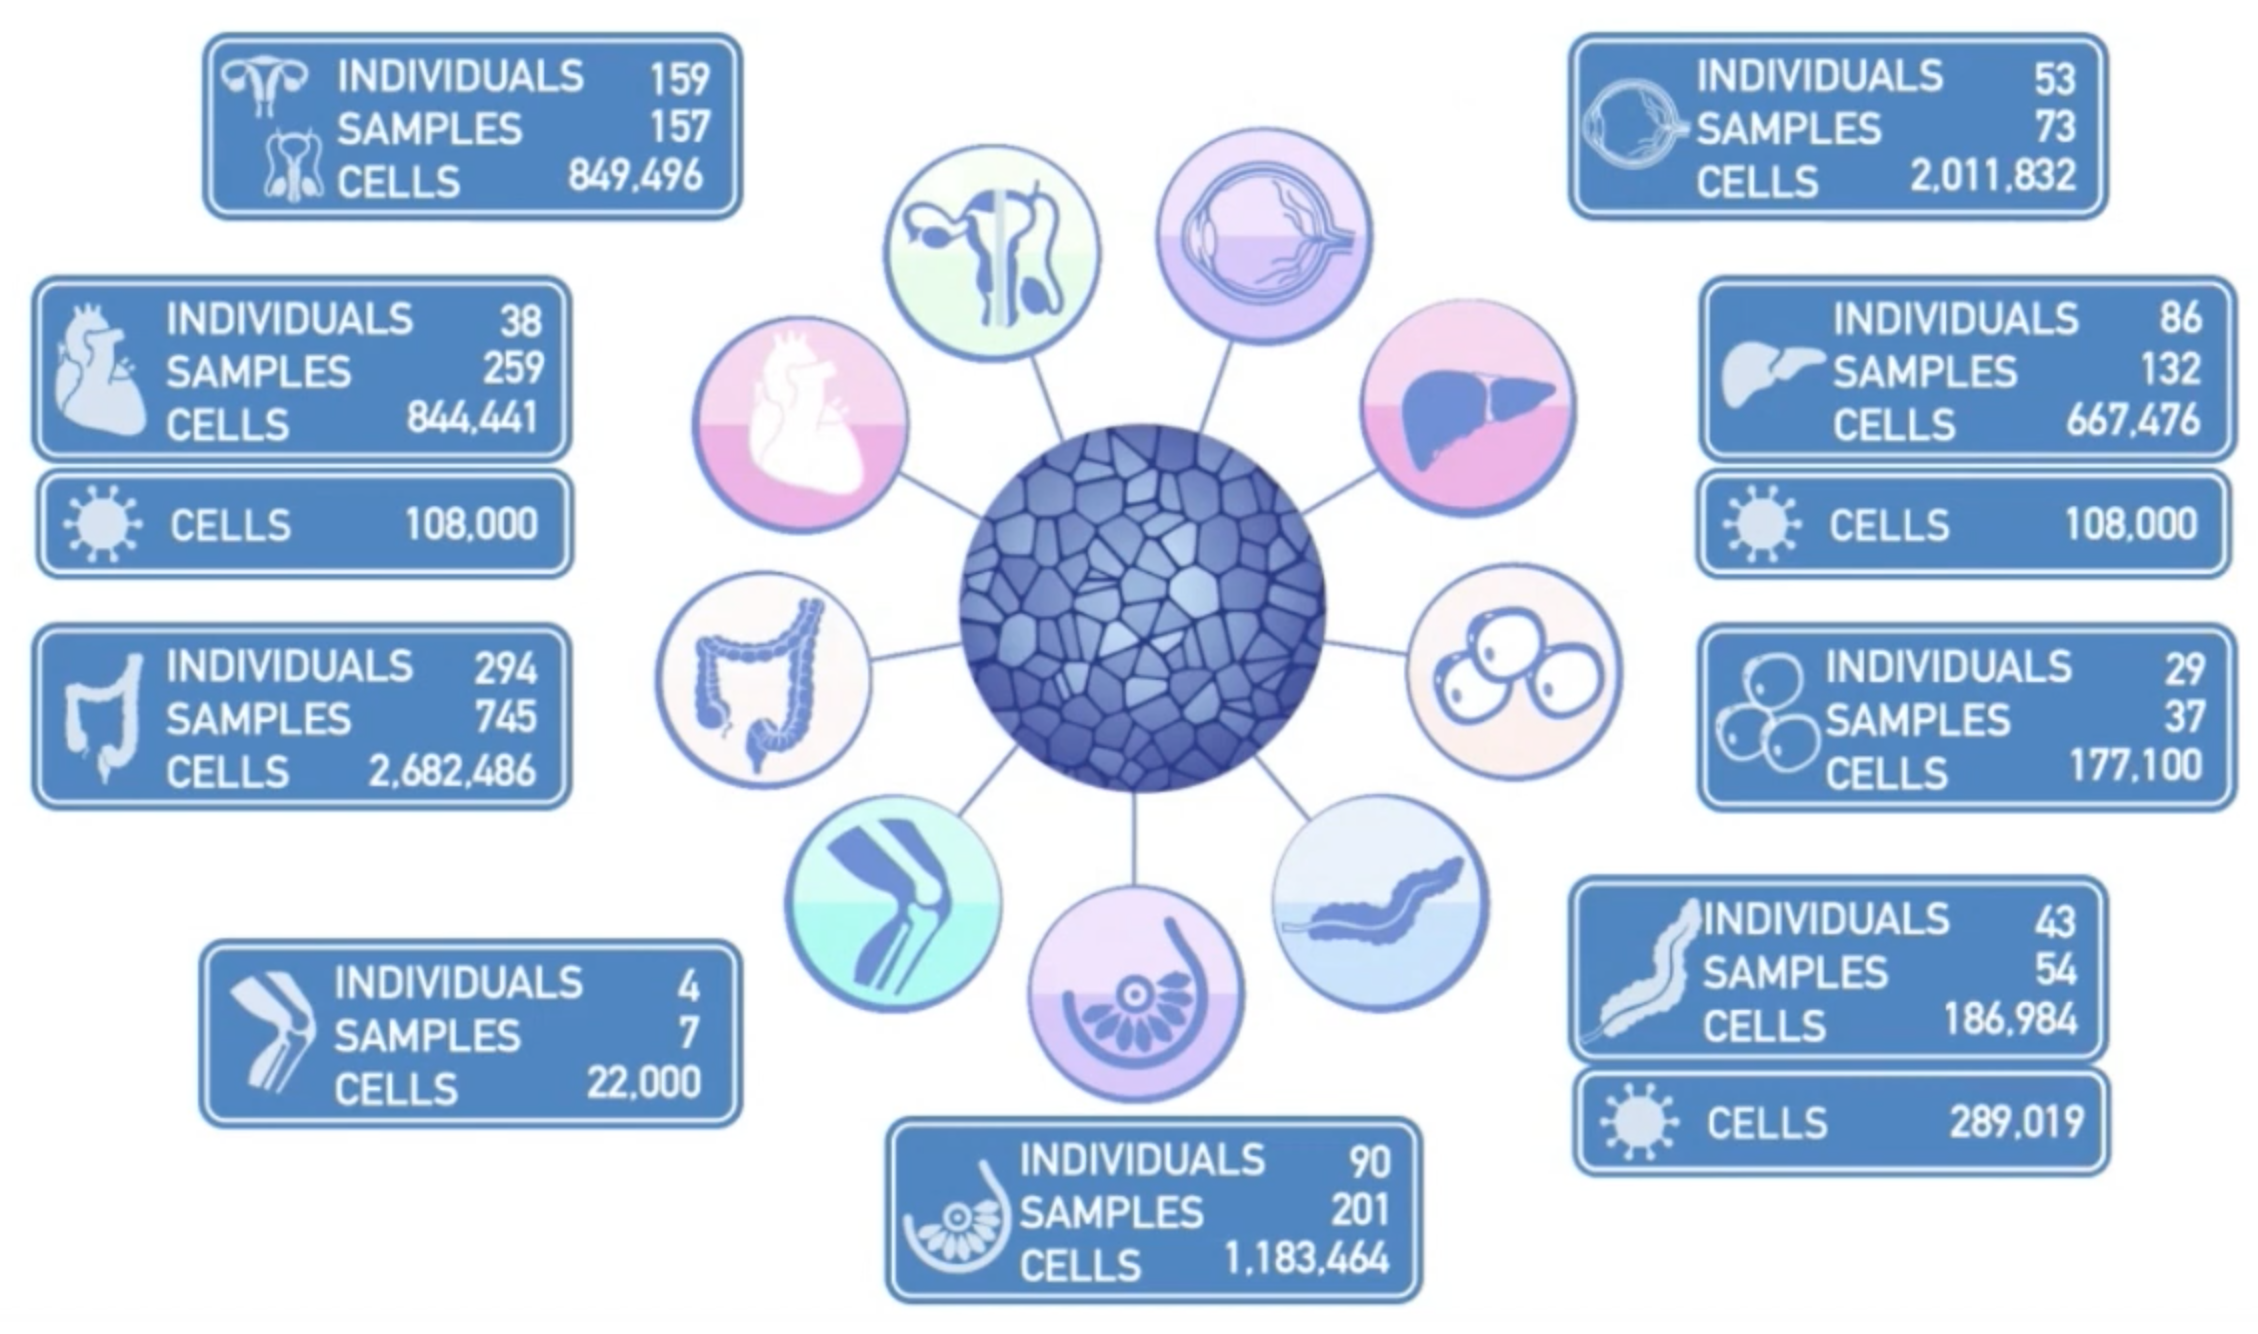 INDIVIDUALS 159
SAMPLES 157
CELLS 849,496
INDIVIDUALS 53
SAMPLES 73
CELLS 2,011,832
INDIVIDUALS 38
SAMPLES 259
CELLS 844,441
CELLS 108,000
INDIVIDUALS 86
SAMPLES 132
CELLS 667,476
CELLS 108,000
INDIVIDUALS 294
SAMPLES 745
CELLS 2,682,486
INDIVIDUALS 29
SAMPLES 37
CELLS 177,100
INDIVIDUALS 4
SAMPLES 7
CELLS 22,000
INDIVIDUALS 43
SAMPLES 54
CELLS 186,984
CELLS 289,019
INDIVIDUALS 90
SAMPLES 201
CELLS 1,183,464